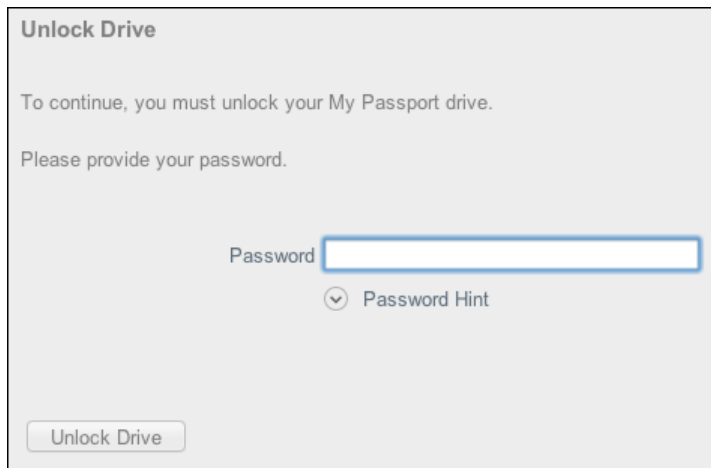 Unlock Drive
To continue, you must unlock your My Passport drive.
Please provide your password.
Password
Password Hint
Unlock Drive